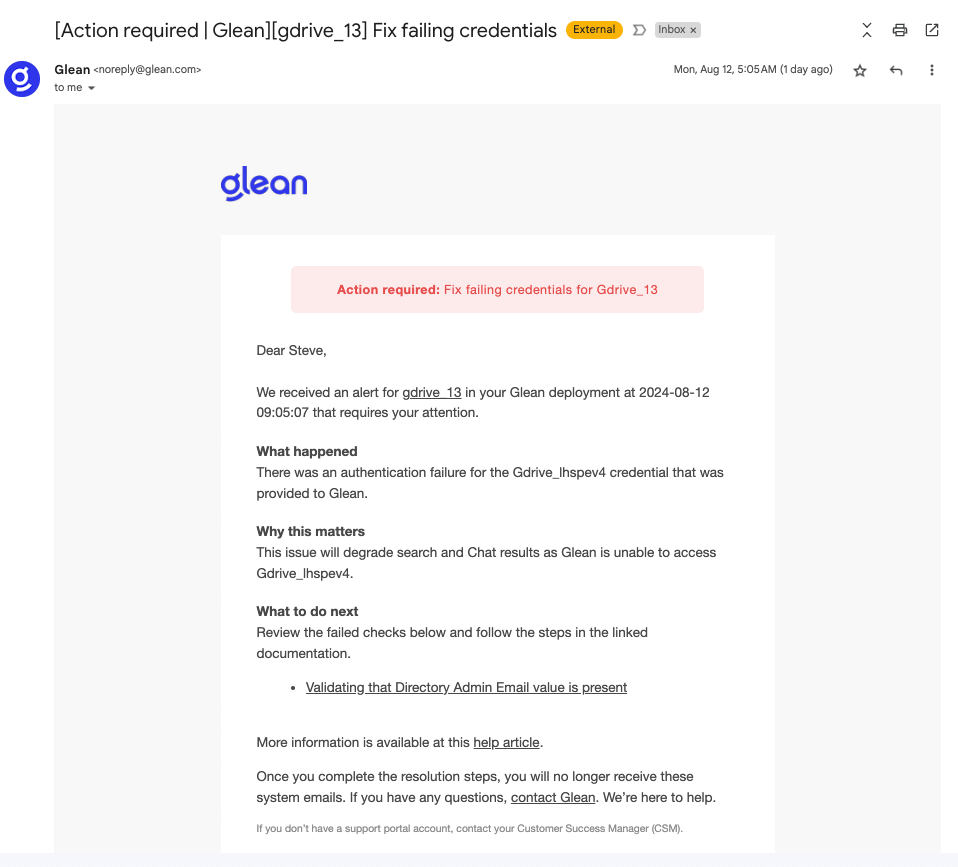 [Action required | Glean][gdrive_13] Fix failing credentials External Inbox ×
Glean <noreply@glean.com> Mon, Aug 12, 5:05 AM (1 day ago)
to me
glean
Action required: Fix failing credentials for Gdrive_13
Dear Steve,
We received an alert for gdrive_13 in your Glean deployment at 2024-08-12
09:05:07 that requires your attention.
What happened
There was an authentication failure for the Gdrive_lhspev4 credential that was
provided to Glean.
Why this matters
This issue will degrade search and Chat results as Glean is unable to access
Gdrive_lhspev4.
What to do next
Review the failed checks below and follow the steps in the linked
documentation.
• Validating that Directory Admin Email value is present
More information is available at this help article.
Once you complete the resolution steps, you will no longer receive these
system emails. If you have any questions, contact Glean. We’re here to help.
If you don’t have a support portal account, contact your Customer Success Manager (CSM).